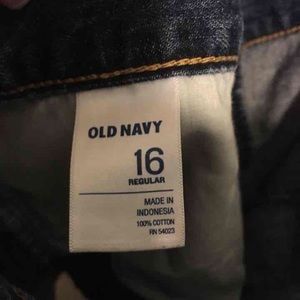 OLD NAVY
16
REGULAR
MADE IN
INDONESIA
100% COTTON
RN 54023